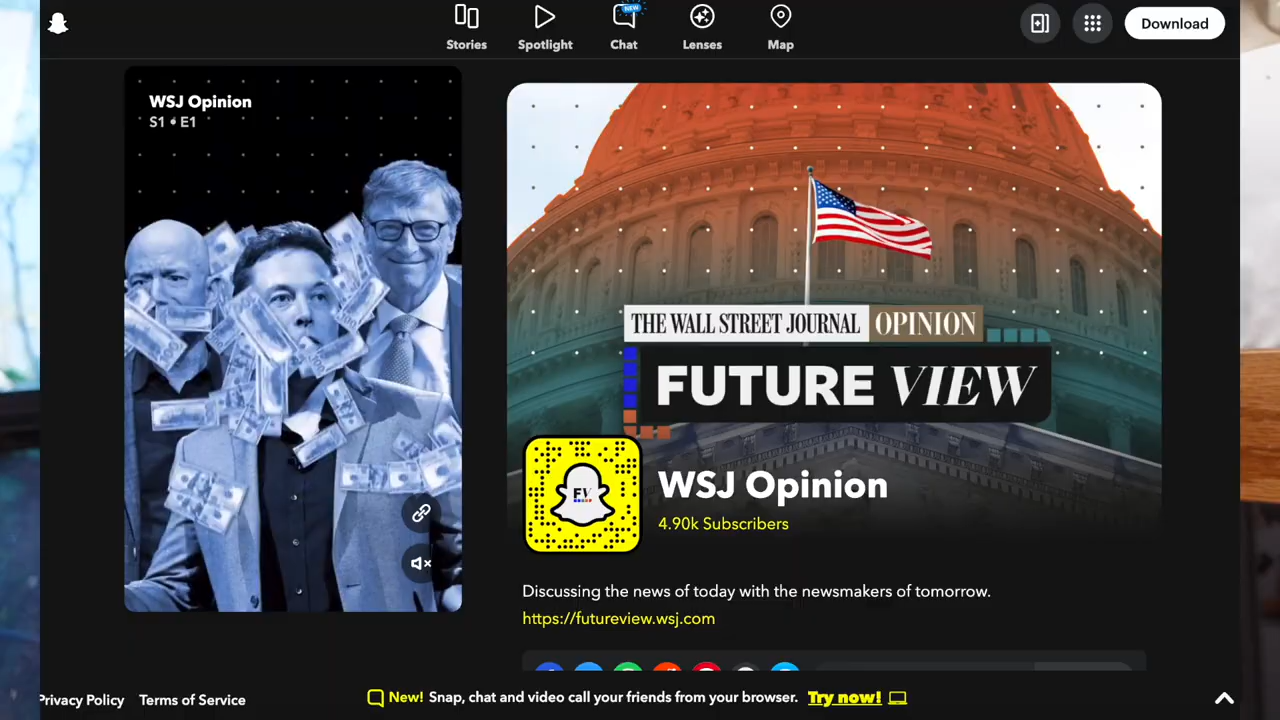 Stories
Spotlight
NEW
Chat
Lenses
Map
Download
WSJ Opinion
S1 • E1
THE WALL STREET JOURNAL OPINION
FUTURE VIEW
FV
WSJ Opinion
4.90k Subscribers
Discussing the news of today with the newsmakers of tomorrow.
https://futureview.wsj.com
Privacy Policy
Terms of Service
New! Snap, chat and video call your friends from your browser. Try now!